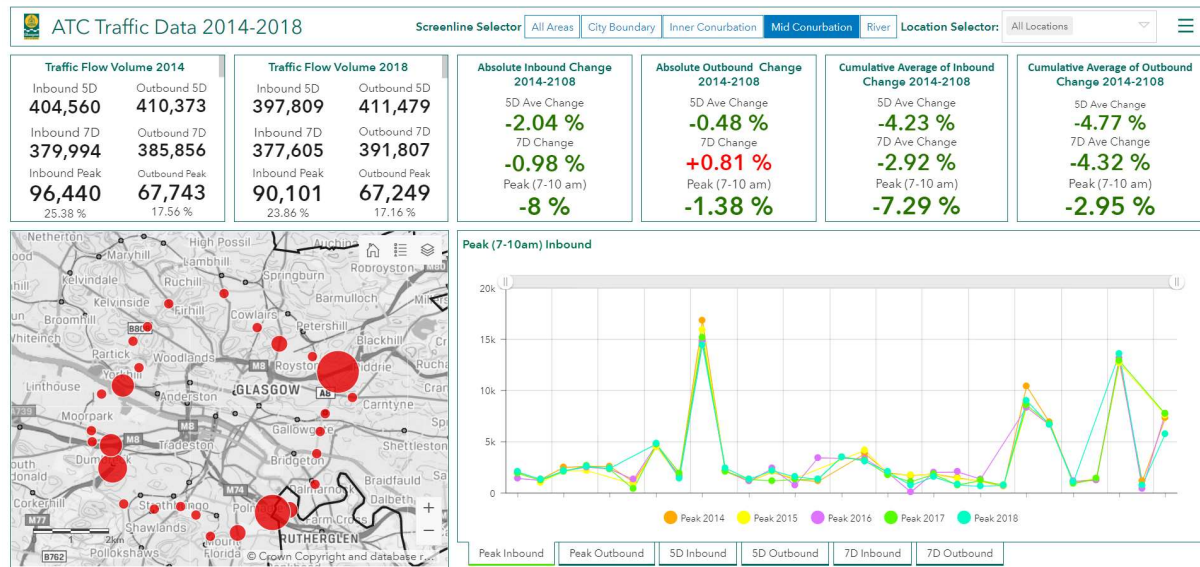 ATC Traffic Data 2014-2018
Screenline Selector All Areas City Boundary Inner Conurbation Mid Conurbation River Location Selector: All Locations
Traffic Flow Volume 2014
Inbound 5D Outbound 5D
404,560 410,373
Inbound 7D Outbound 7D
379,994 385,856
Inbound Peak Outbound Peak
96,440 67,743
25.38 % 17.56 %
Traffic Flow Volume 2018
Inbound 5D Outbound 5D
397,809 411,479
Inbound 7D Outbound 7D
377,605 391,807
Inbound Peak Outbound Peak
90,101 67,249
23.86 % 17.16 %
Absolute Inbound Change
2014-2108
5D Ave Change
-2.04 %
7D Change
-0.98 %
Peak (7-10 am)
-8 %
Absolute Outbound Change
2014-2108
5D Ave Change
-0.48 %
7D Change
+0.81 %
Peak (7-10 am)
-1.38 %
Cumulative Average of Inbound
Change 2014-2108
5D Ave Change
-4.23 %
7D Ave Change
-2.92 %
Peak (7-10 am)
-7.29 %
Cumulative Average of Outbound
Change 2014-2108
5D Ave Change
-4.77 %
7D Ave Change
-4.32 %
Peak (7-10 am)
-2.95 %
Netherton
High Possil
Maryhill
Lambhill
Robroyston
M80
Kelvindale
Ruchill
Springburn
Kelvinside
Firhill
Barmulloch
Broomhill
Cowlairs
Petershill
Partick
Woodlands
Blackhill
M8
Linthouse
GLASGOW
A8
Anderston
Carntyne
A739
Moorpark
M8
Gallowg
M8
Tradeston
Shettleston
Bridgeton
Braidfauld
M74
Dalmarnock
Dalbeth
Corkerhill
Strathbungo
Farm Cross
M77
Shawlands
Mount
Florida
RUTHERGLEN
1 2km
Pollokshaws
B762
© Crown Copyright and database r...
+
−
Peak (7-10am) Inbound
20k
15k
10k
5k
0
Peak 2014 Peak 2015 Peak 2016 Peak 2017 Peak 2018
Peak Inbound Peak Outbound 5D Inbound 5D Outbound 7D Inbound 7D Outbound